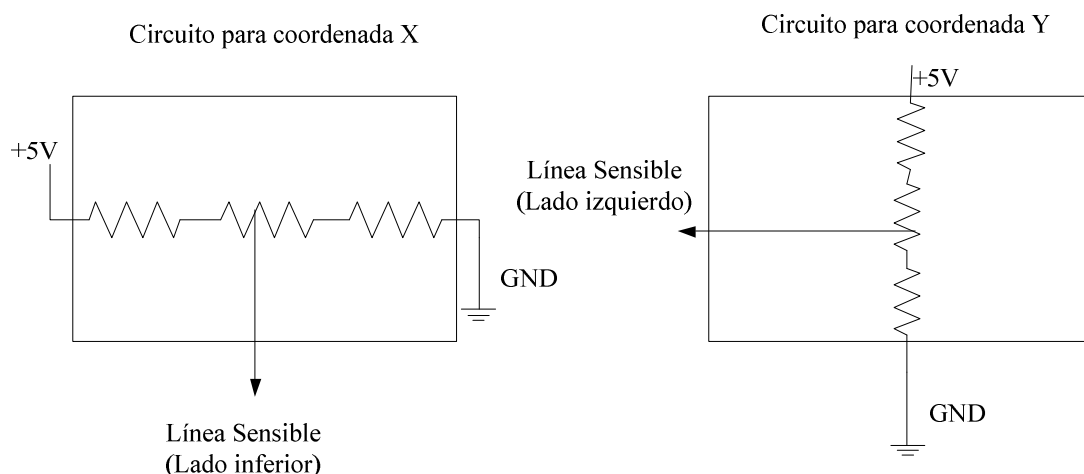 Circuito para coordenada X
+5V
GND
Línea Sensible
(Lado inferior)
Circuito para coordenada Y
+5V
Línea Sensible
(Lado izquierdo)
GND